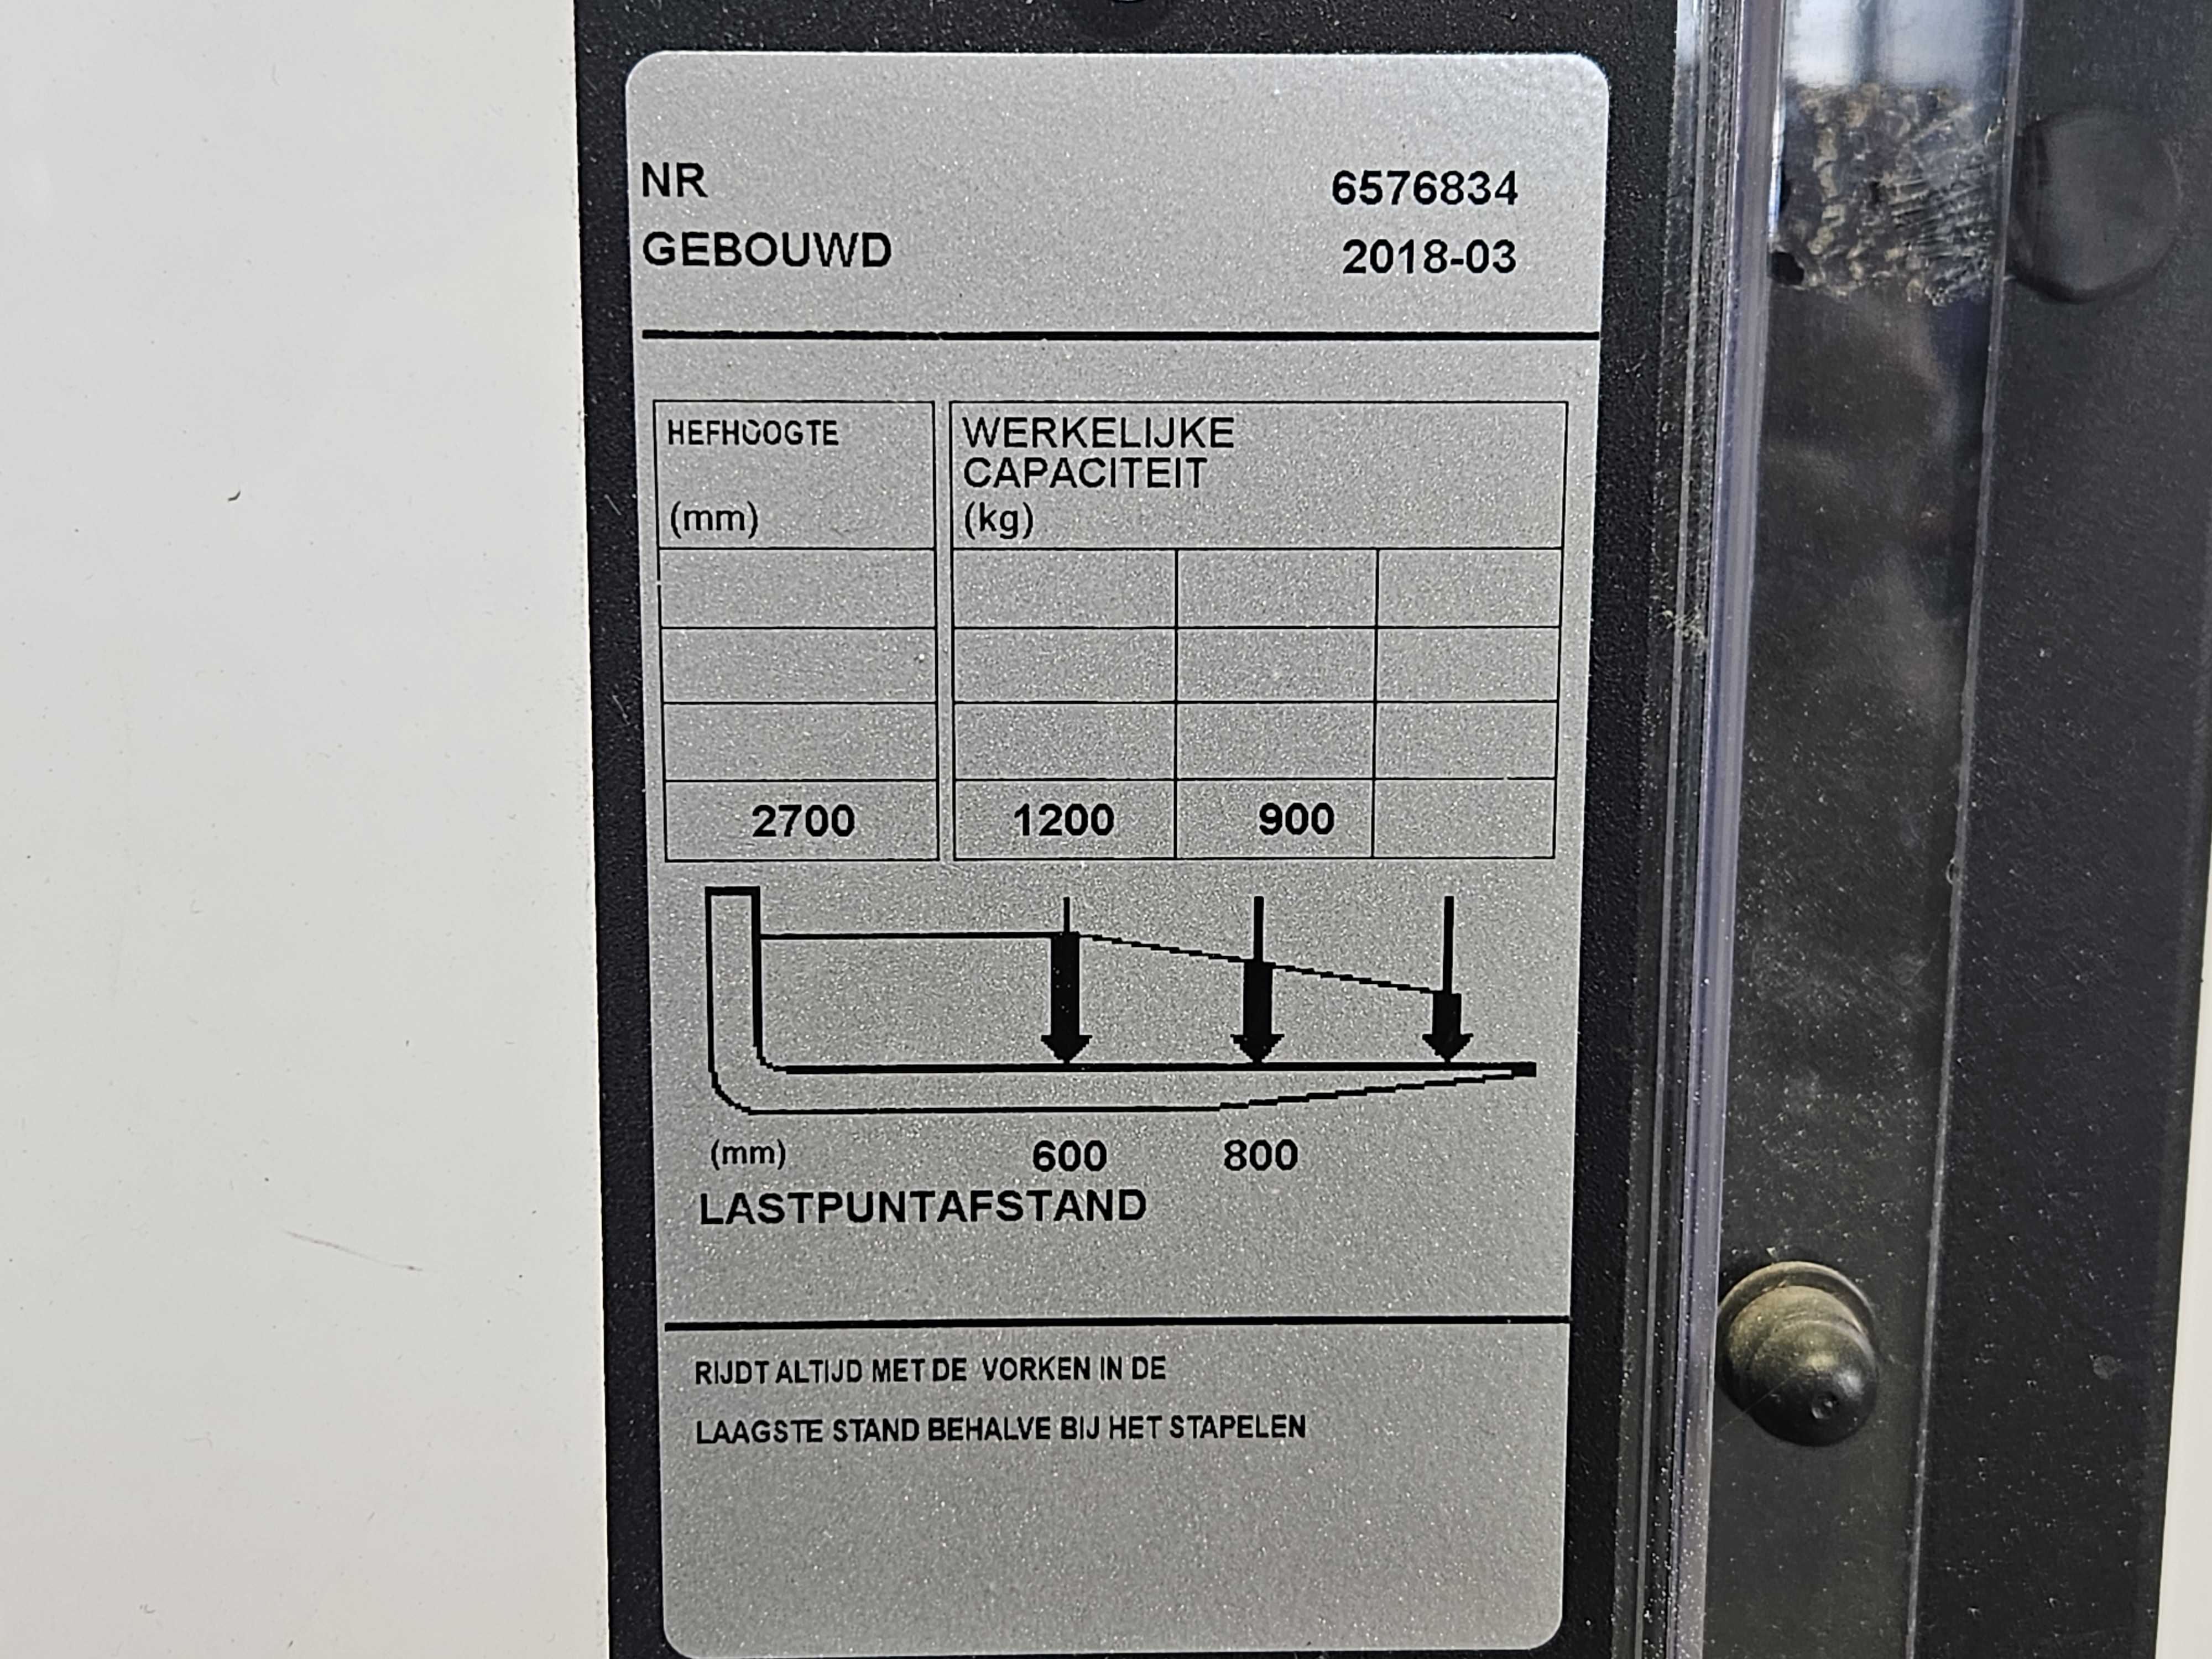 NR 6576834
GEBOUWD 2018-03
HEFHOOGTE
(mm)
WERKELIJKE
CAPACITEIT
(kg)
2700 1200 900
(mm) 600 800
LASTPUNTAFSTAND
RIJDT ALTIJD MET DE VORKEN IN DE
LAAGSTE STAND BEHALVE BIJ HET STAPELEN